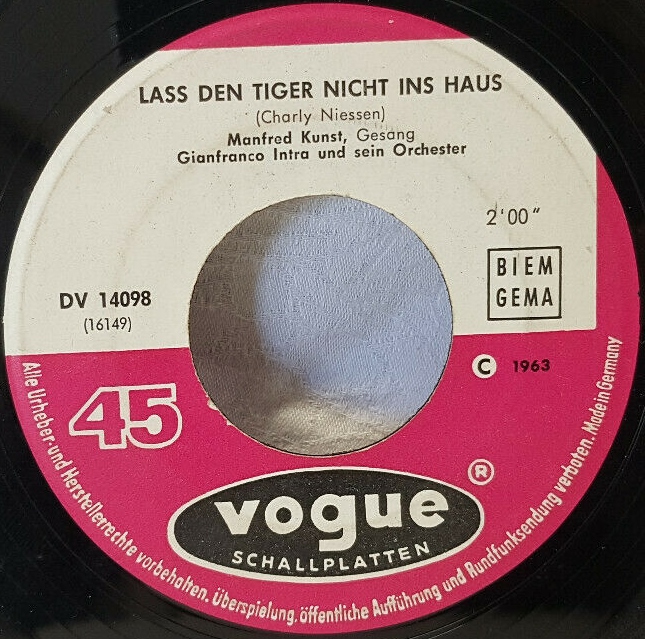 LASS DEN TIGER NICHT INS HAUS
(Charly Niessen)
Manfred Kunst, Gesang
Gianfranco Intra und sein Orchester
2'00"
BIEM
GEMA
DV 14098
(16149)
C 1963
45
®
vogue
SCHALLPLATTEN
Alle Urheber- und Herstellerrechte vorbehalten. Überspielung, öffentliche Aufführung und Rundfunksendung verboten. Made in Germany